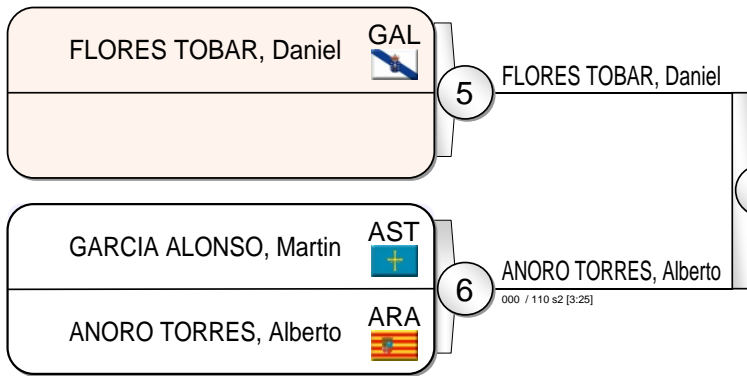 FLORES TOBAR, Daniel GAL
5 FLORES TOBAR, Daniel
GARCIA ALONSO, Martin AST
6 ANORO TORRES, Alberto
000 / 110 s2 [3:25]
ANORO TORRES, Alberto ARA